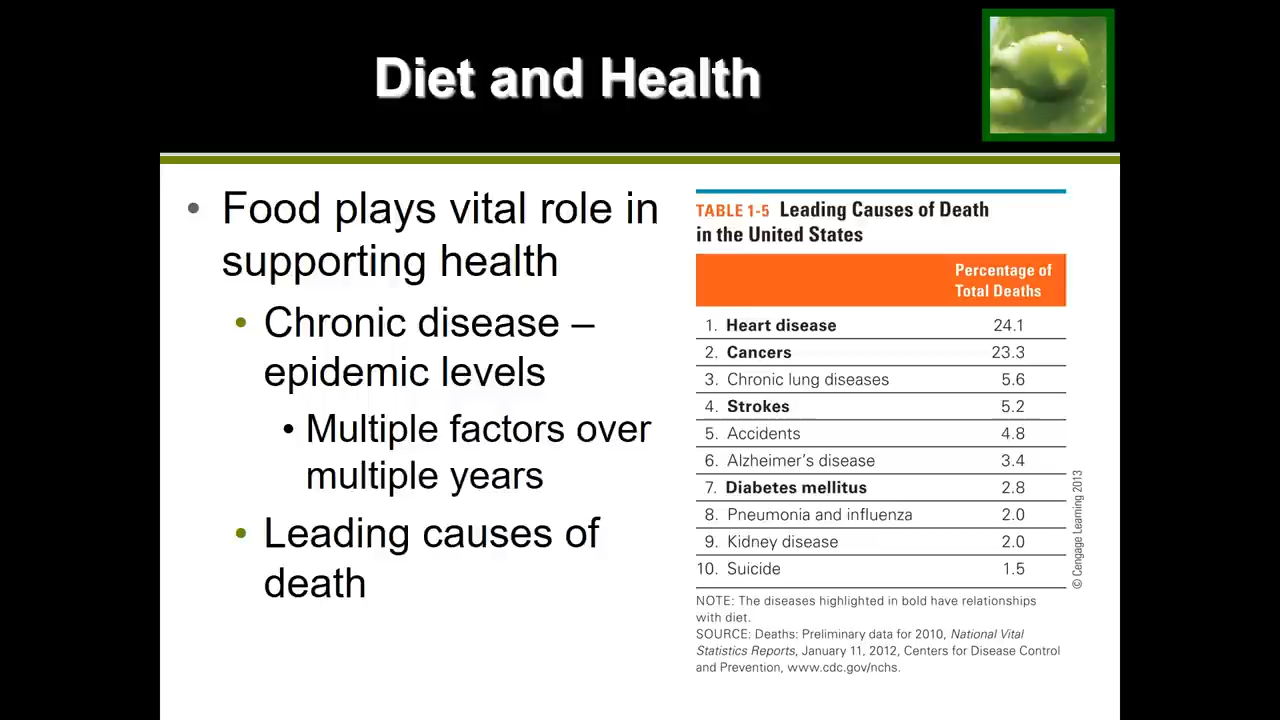 Diet and Health
• Food plays vital role in
supporting health
• Chronic disease –
epidemic levels
• Multiple factors over
multiple years
• Leading causes of
death
TABLE 1-5 Leading Causes of Death
in the United States
Percentage of
Total Deaths
1. Heart disease 24.1
2. Cancers 23.3
3. Chronic lung diseases 5.6
4. Strokes 5.2
5. Accidents 4.8
6. Alzheimer's disease 3.4
7. Diabetes mellitus 2.8
8. Pneumonia and influenza 2.0
9. Kidney disease 2.0
10. Suicide 1.5
NOTE: The diseases highlighted in bold have relationships
with diet.
SOURCE: Deaths: Preliminary data for 2010, National Vital
Statistics Reports, January 11, 2012, Centers for Disease Control
and Prevention, www.cdc.gov/nchs.
© Cengage Learning 2013